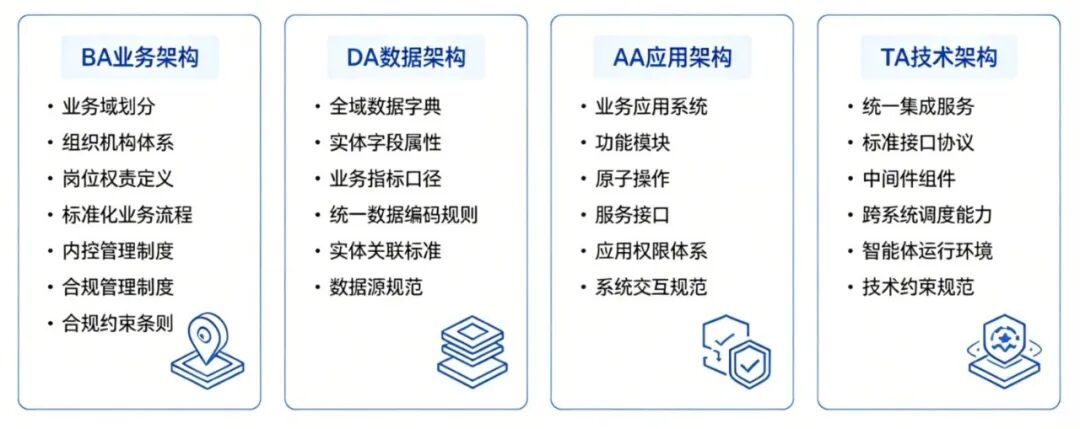 BA业务架构
• 业务域划分
• 组织机构体系
• 岗位权责定义
• 标准化业务流程
• 内控管理制度
• 合规管理制度
• 合规约束条则
DA数据架构
• 全域数据字典
• 实体字段属性
• 业务指标口径
• 统一数据编码规则
• 实体关联标准
• 数据源规范
AA应用架构
• 业务应用系统
• 功能模块
• 原子操作
• 服务接口
• 应用权限体系
• 系统交互规范
TA技术架构
• 统一集成服务
• 标准接口协议
• 中间件组件
• 跨系统调度能力
• 智能体运行环境
• 技术约束规范